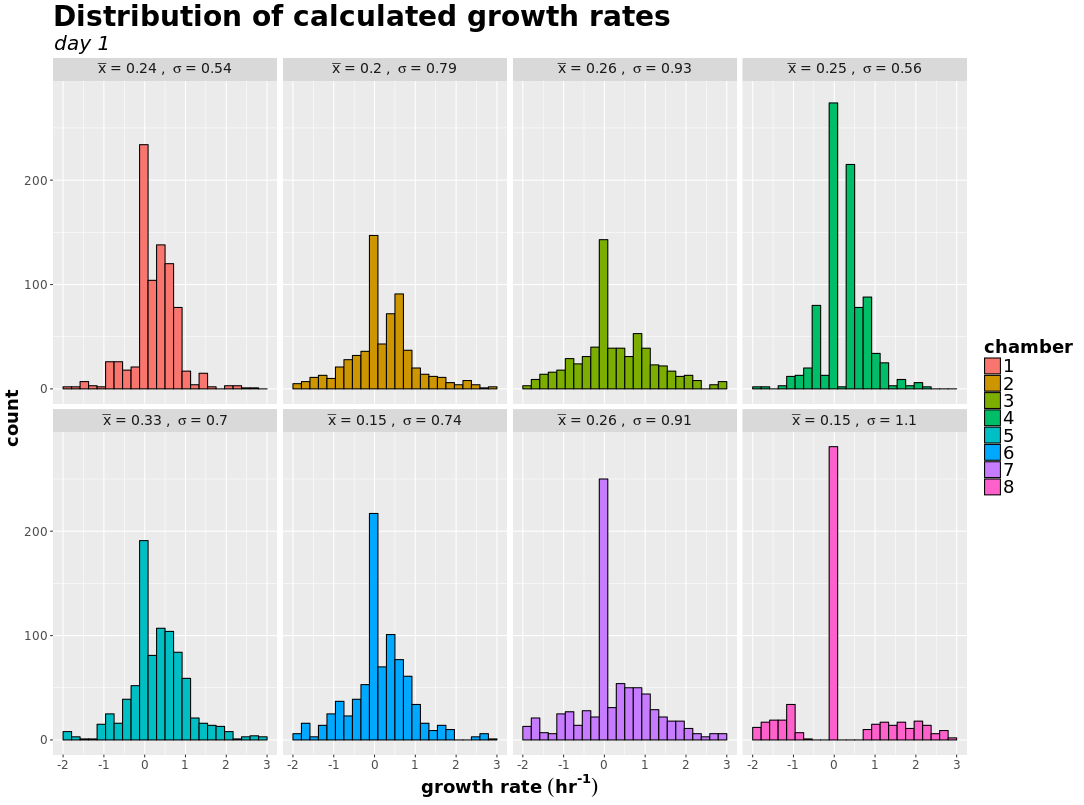 Distribution of calculated growth rates
day 1
x̅ = 0.24 , σ = 0.54
x̅ = 0.2 , σ = 0.79
x̅ = 0.26 , σ = 0.93
x̅ = 0.25 , σ = 0.56
200
100
0
x̅ = 0.33 , σ = 0.7
x̅ = 0.15 , σ = 0.74
x̅ = 0.26 , σ = 0.91
x̅ = 0.15 , σ = 1.1
200
100
0
-2 -1 0 1 2 3
-2 -1 0 1 2 3
-2 -1 0 1 2 3
-2 -1 0 1 2 3
count
growth rate (hr⁻¹)
chamber
1
2
3
4
5
6
7
8